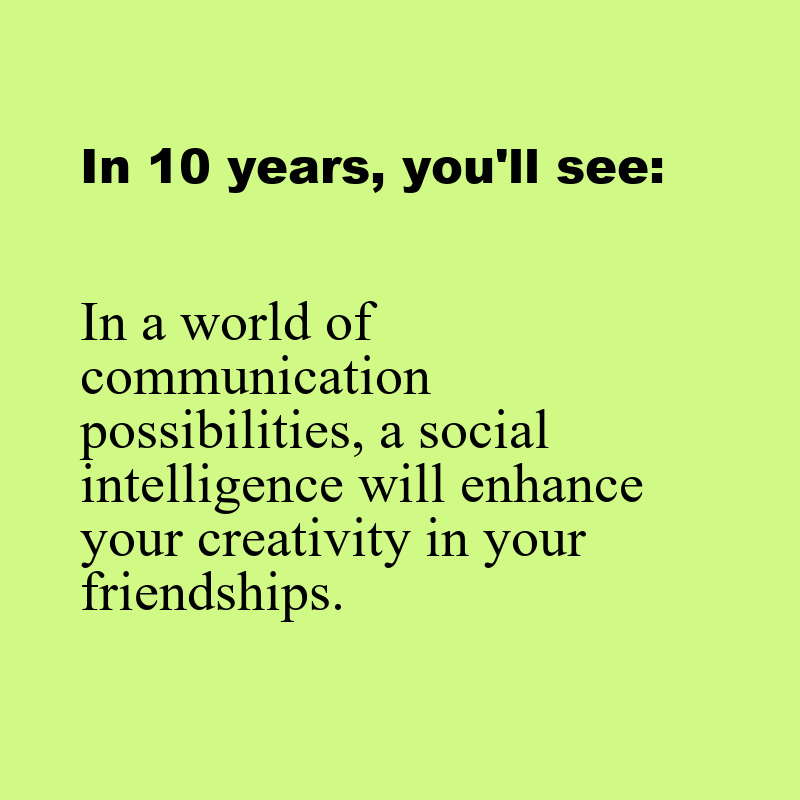 In 10 years, you'll see:
In a world of
communication
possibilities, a social
intelligence will enhance
your creativity in your
friendships.